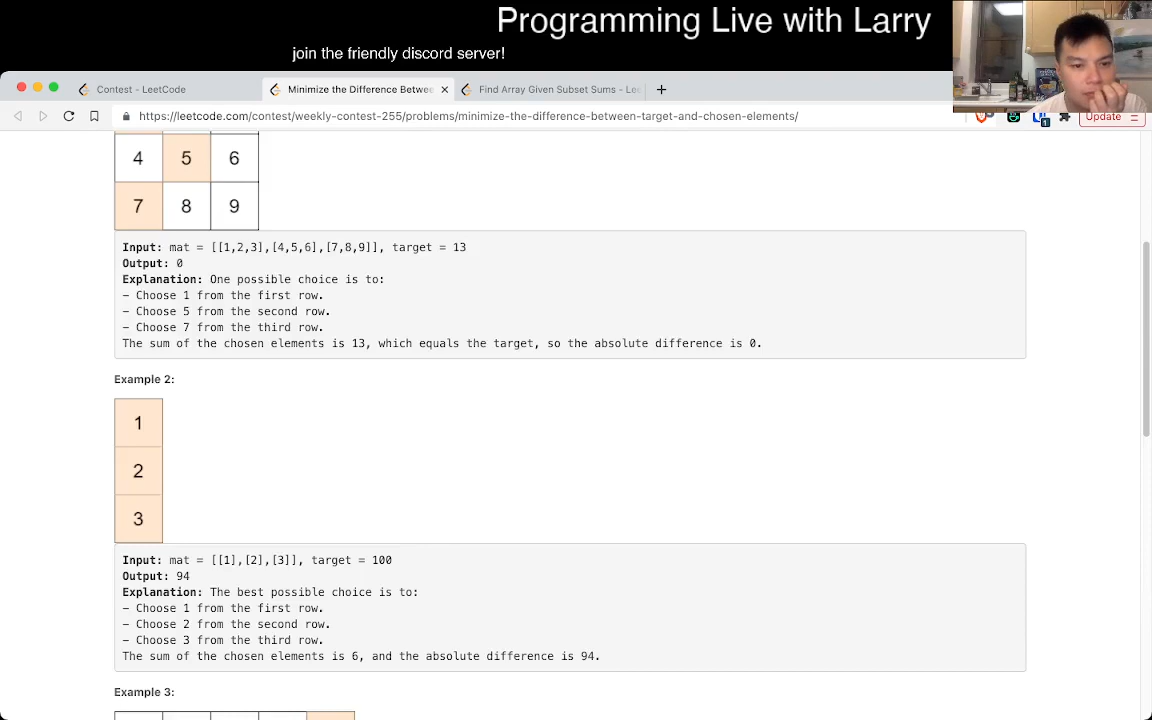 Programming Live with Larry
join the friendly discord server!
Contest - LeetCode
Minimize the Difference Betwee
Find Array Given Subset Sums - Lee
https://leetcode.com/contest/weekly-contest-255/problems/minimize-the-difference-between-target-and-chosen-elements/
1
Update
4 5 6
7 8 9
Input: mat = [[1,2,3],[4,5,6],[7,8,9]], target = 13
Output: 0
Explanation: One possible choice is to:
- Choose 1 from the first row.
- Choose 5 from the second row.
- Choose 7 from the third row.
The sum of the chosen elements is 13, which equals the target, so the absolute difference is 0.
Example 2:
1
2
3
Input: mat = [[1],[2],[3]], target = 100
Output: 94
Explanation: The best possible choice is to:
- Choose 1 from the first row.
- Choose 2 from the second row.
- Choose 3 from the third row.
The sum of the chosen elements is 6, and the absolute difference is 94.
Example 3: